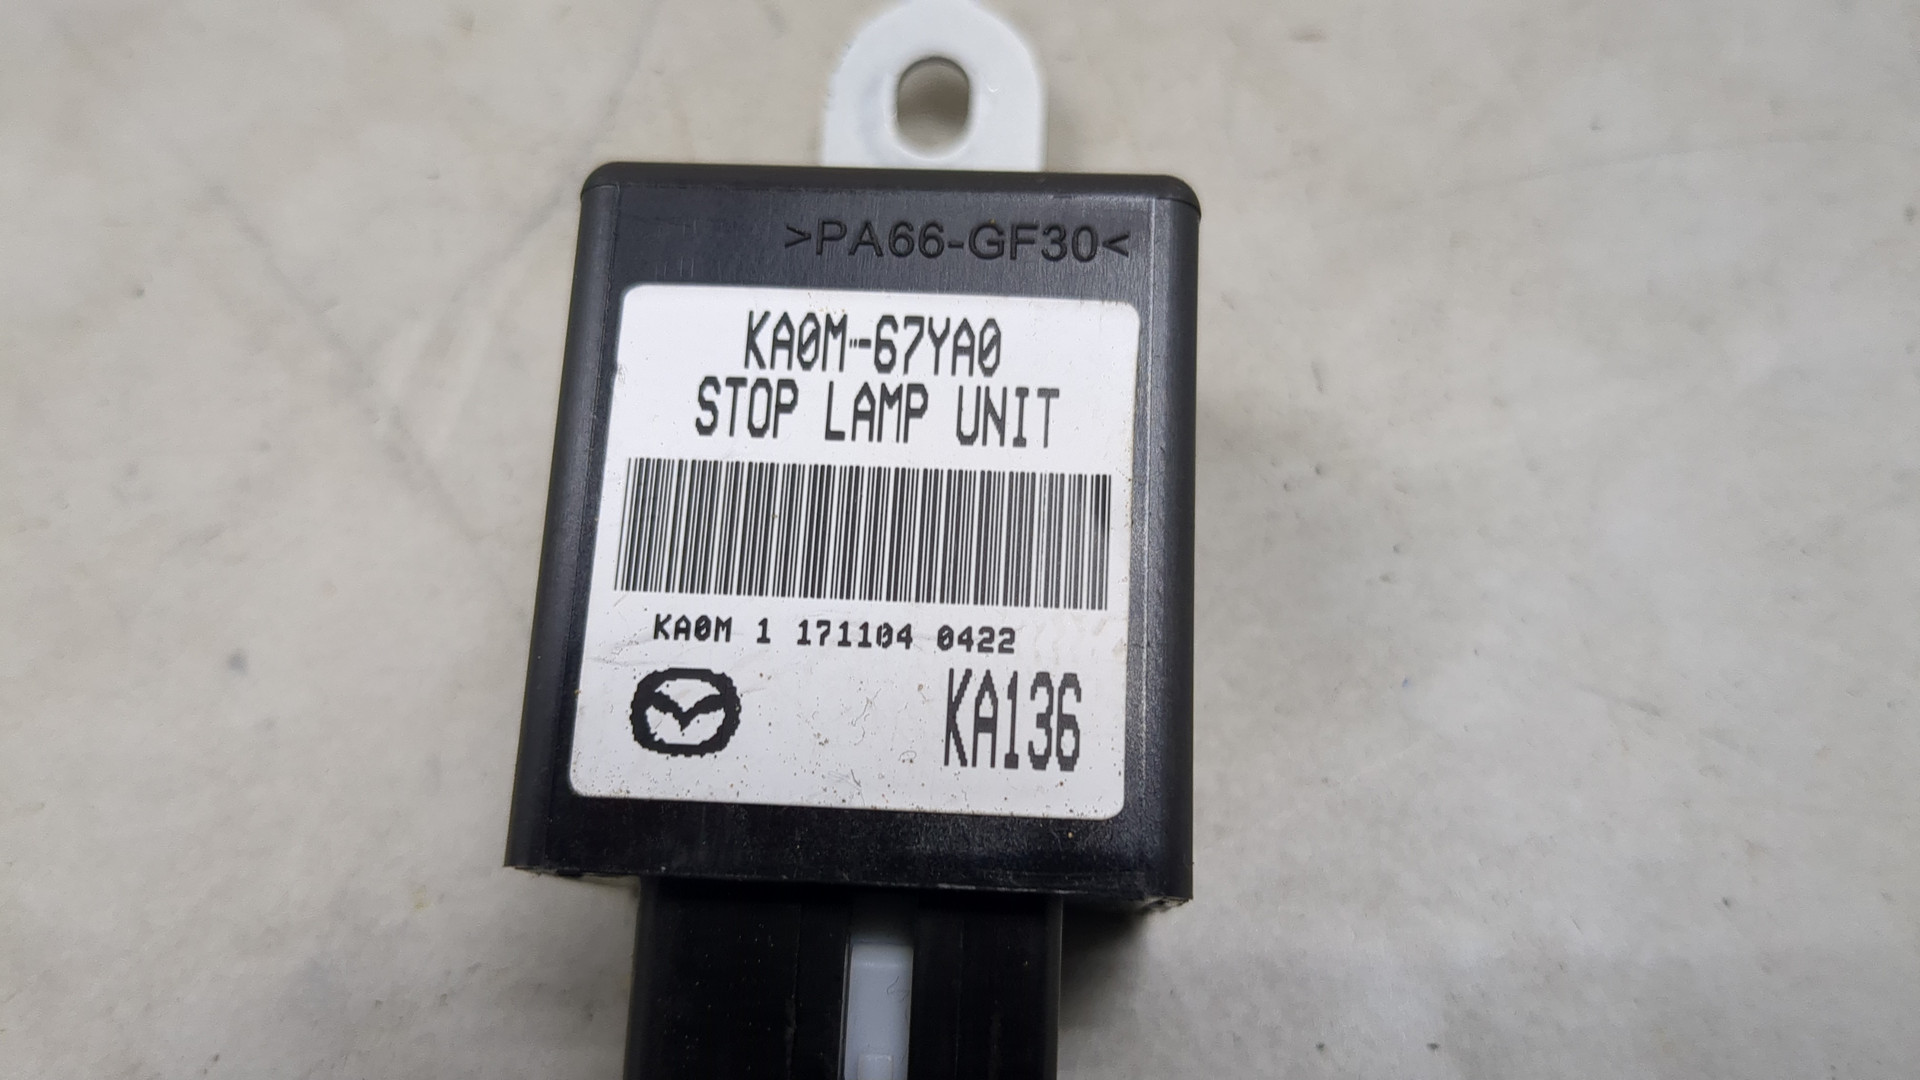 >PA66-GF30<
KA0M-67YA0
STOP LAMP UNIT
KA0M 1 171104 0422
KA136